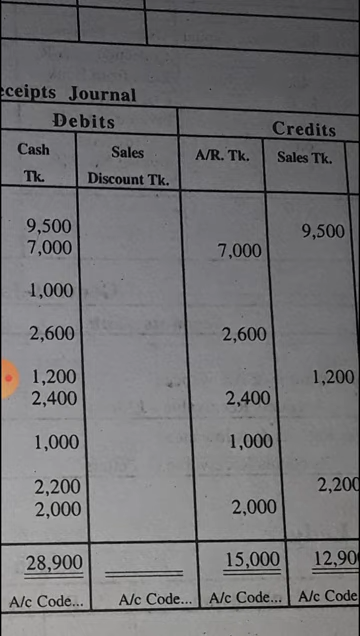 eceipts Journal
Debits Credits
Cash Sales A/R. Tk. Sales Tk.
Tk. Discount Tk.
9,500 9,500
7,000 7,000
1,000
2,600 2,600
1,200 1,200
2,400 2,400
1,000 1,000
2,200 2,200
2,000 2,000
28,900 15,000 12,90
A/c Code... A/c Code... A/c Code... A/c Code